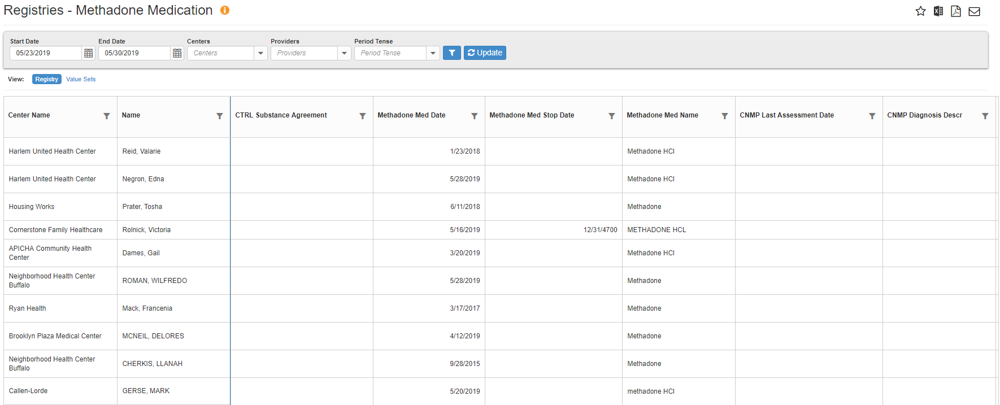 Registries - Methadone Medication
Start Date End Date Centers Providers Period Tense
05/23/2019 05/30/2019 Centers Providers Period Tense Update
View: Registry Value Sets
Center Name Name CTRL Substance Agreement Methadone Med Date Methadone Med Stop Date Methadone Med Name CNMP Last Assessment Date CNMP Diagnosis Descr
Harlem United Health Center Reid, Valarie 1/23/2018 Methadone HCl
Harlem United Health Center Negron, Edna 5/28/2019 Methadone HCl
Housing Works Prater, Tosha 6/11/2018 Methadone
Cornerstone Family Healthcare Rolnick, Victoria 5/16/2019 12/31/4700 METHADONE HCL
APICHA Community Health
Center Dames, Gail 3/20/2019 Methadone HCl
Neighborhood Health Center
Buffalo ROMAN, WILFREDO 5/28/2019 Methadone
Ryan Health Mack, Francenia 3/17/2017 Methadone
Brooklyn Plaza Medical Center MCNEIL, DELORES 4/12/2019 Methadone
Neighborhood Health Center
Buffalo CHERKIS, LLANAH 9/28/2015 Methadone
Callen-Lorde GERSE, MARK 5/20/2019 methadone HCl